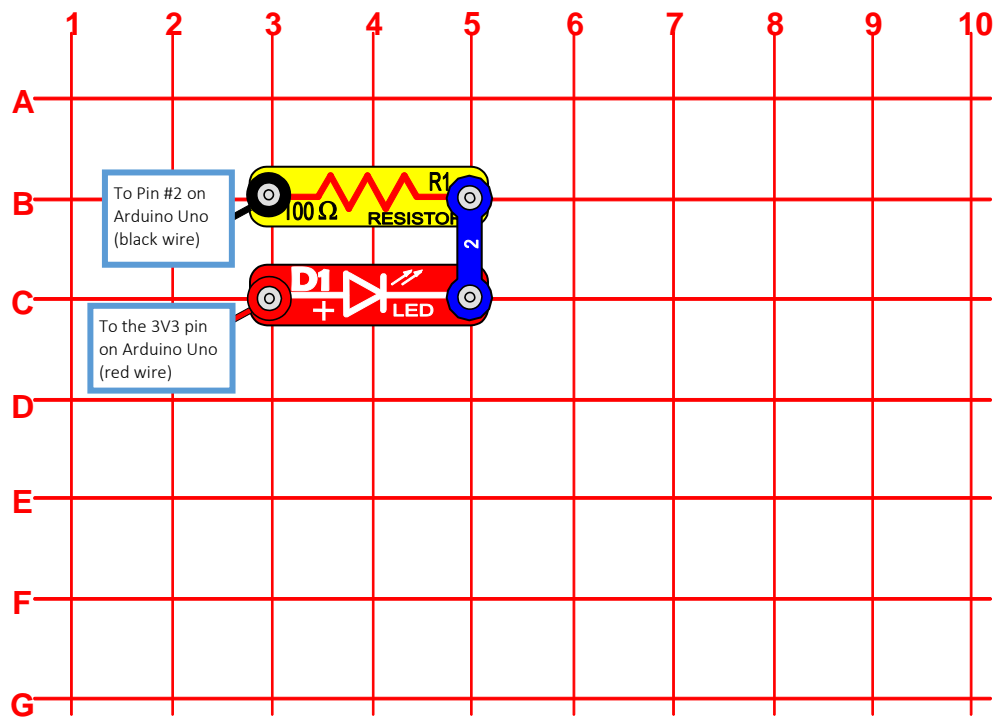 1 2 3 4 5 6 7 8 9 10
A
B
To Pin #2 on
Arduino Uno
(black wire)
R1
100 Ω
RESISTOR
2
C
D1
+
LED
To the 3V3 pin
on Arduino Uno
(red wire)
D
E
F
G